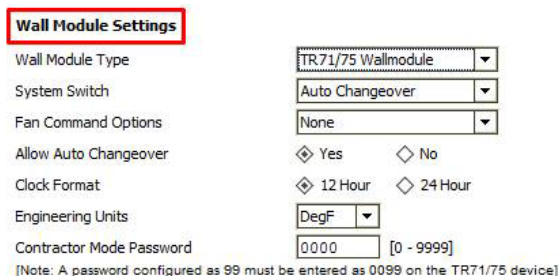 Wall Module Settings
Wall Module Type TR71/75 Wallmodule
System Switch Auto Changeover
Fan Command Options None
Allow Auto Changeover Yes No
Clock Format 12 Hour 24 Hour
Engineering Units DegF
Contractor Mode Password 0000 [0 - 9999]
[Note: A password configured as 99 must be entered as 0099 on the TR71/75 device]